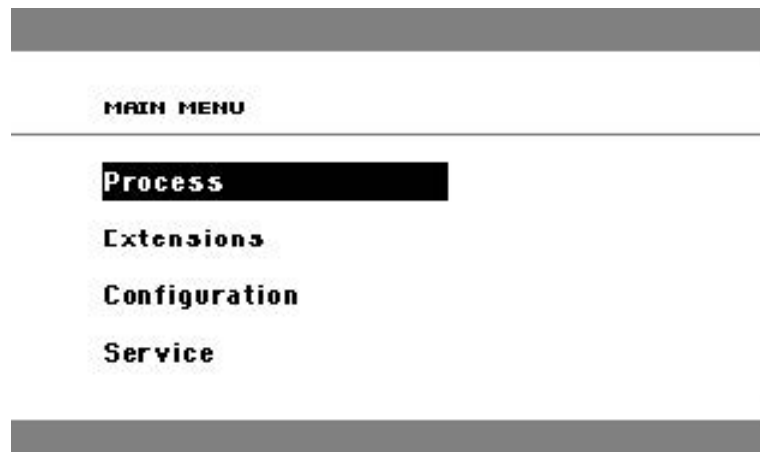 MAIN MENU
Process
Extensions
Configuration
Service